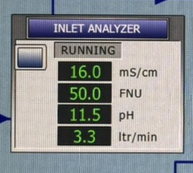 INLET ANALYZER
RUNNING
16.0 mS/cm
50.0 FNU
11.5 pH
3.3 ltr/min